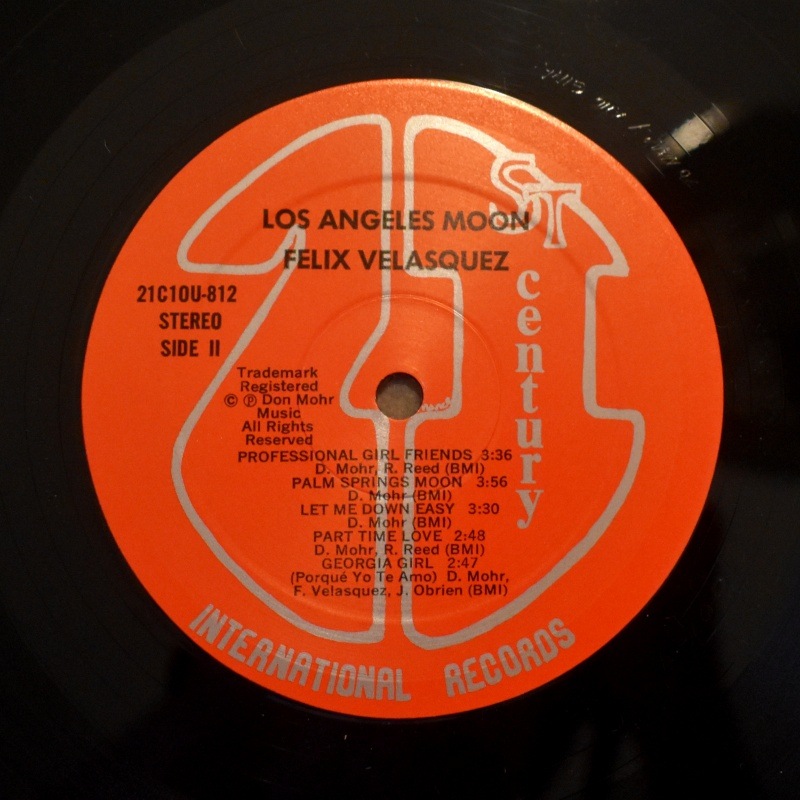 21
ST
century
LOS ANGELES MOON
FELIX VELASQUEZ
21C10U-812
STEREO
SIDE II
Trademark
Registered
© ℗ Don Mohr
Music
All Rights
Reserved
PROFESSIONAL GIRL FRIENDS 3:36
D. Mohr, R. Reed (BMI)
PALM SPRINGS MOON 3:56
D. Mohr (BMI)
LET ME DOWN EASY 3:30
D. Mohr (BMI)
PART TIME LOVE 2:48
D. Mohr, R. Reed (BMI)
GEORGIA GIRL 2:47
(Porqué Yo Te Amo) D. Mohr,
F. Velasquez, J. Obrien (BMI)
INTERNATIONAL RECORDS